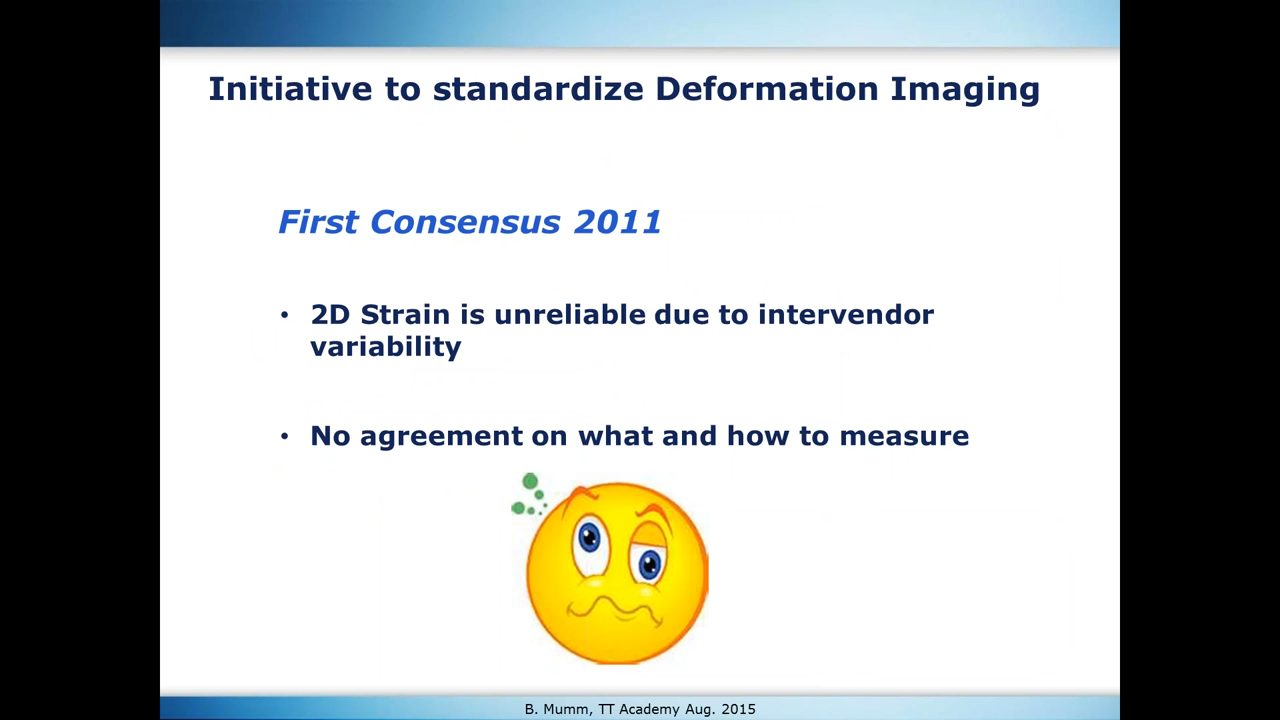 Initiative to standardize Deformation Imaging
First Consensus 2011
• 2D Strain is unreliable due to intervendor
variability
• No agreement on what and how to measure
B. Mumm, TT Academy Aug. 2015